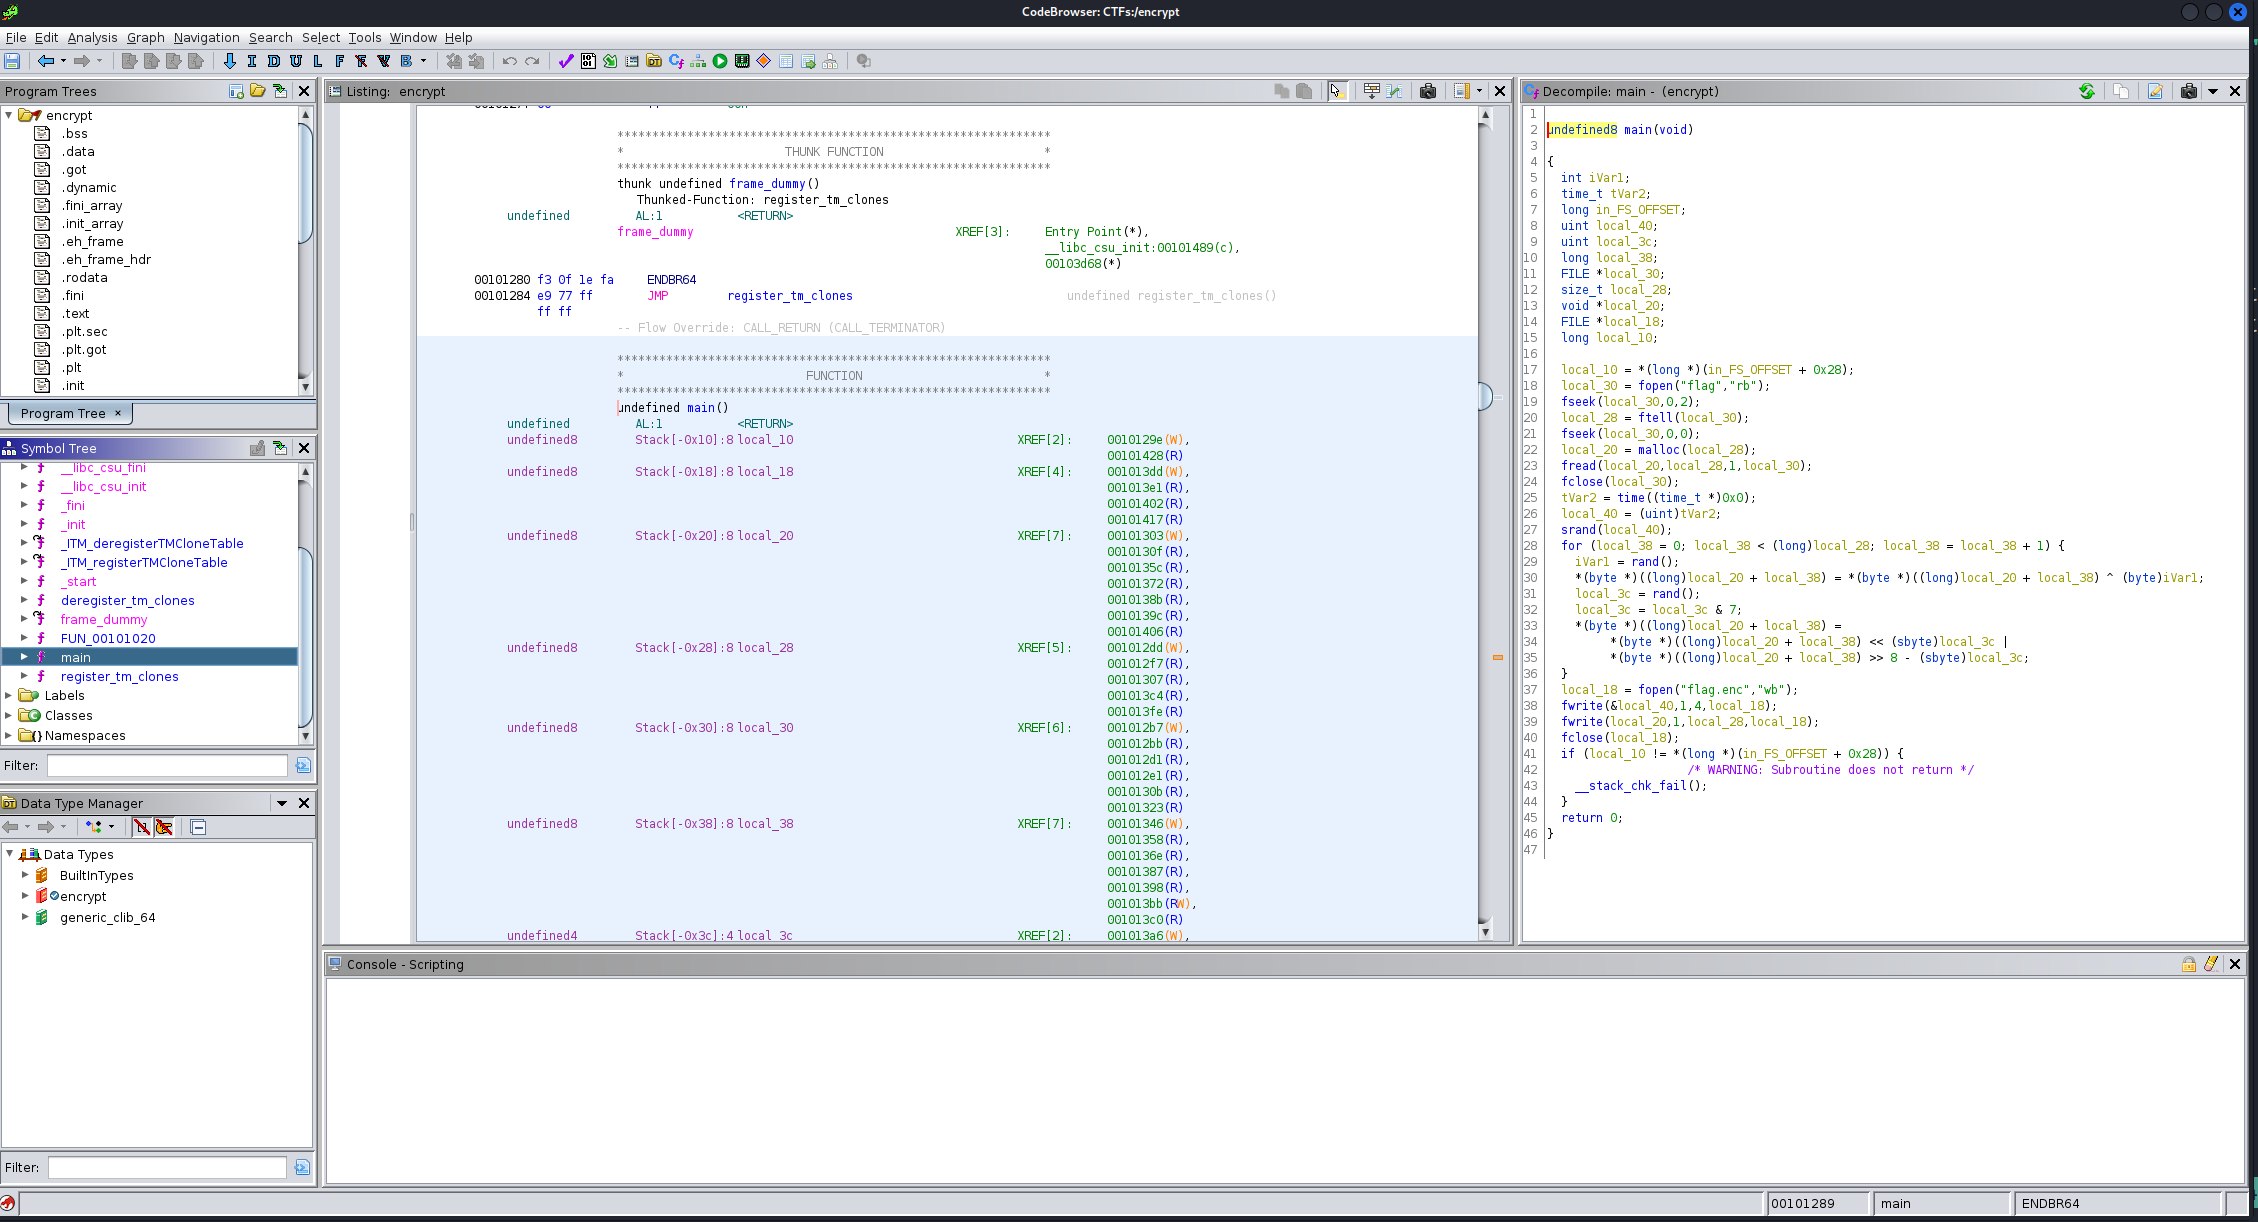 CodeBrowser: CTFs:/encrypt
File Edit Analysis Graph Navigation Search Select Tools Window Help
I D U L F B
Program Trees
encrypt
.bss
.data
.got
.dynamic
.fini_array
.init_array
.eh_frame
.eh_frame_hdr
.rodata
.fini
.text
.plt.sec
.plt.got
.plt
.init
Program Tree ×
Symbol Tree
__libc_csu_fini
__libc_csu_init
_fini
_init
_ITM_deregisterTMCloneTable
_ITM_registerTMCloneTable
_start
deregister_tm_clones
frame_dummy
FUN_00101020
main
register_tm_clones
Labels
Classes
Namespaces
Filter:
Data Type Manager
Data Types
BuiltInTypes
encrypt
generic_clib_64
Filter:
Listing: encrypt
**************************************************************
* THUNK FUNCTION *
**************************************************************
thunk undefined frame_dummy()
Thunked-Function: register_tm_clones
undefined AL:1 <RETURN>
frame_dummy XREF[3]: Entry Point(*),
__libc_csu_init:00101489(c),
00103d68(*)
00101280 f3 0f 1e fa ENDBR64
00101284 e9 77 ff JMP register_tm_clones undefined register_tm_clones()
ff ff
-- Flow Override: CALL_RETURN (CALL_TERMINATOR)
**************************************************************
* FUNCTION *
**************************************************************
undefined main()
undefined AL:1 <RETURN>
undefined8 Stack[-0x10]:8 local_10 XREF[2]: 0010129e(W),
00101428(R)
undefined8 Stack[-0x18]:8 local_18 XREF[4]: 001013dd(W),
001013e1(R),
00101402(R),
00101417(R)
undefined8 Stack[-0x20]:8 local_20 XREF[7]: 00101303(W),
0010130f(R),
0010135c(R),
00101372(R),
0010138b(R),
0010139c(R),
00101406(R)
undefined8 Stack[-0x28]:8 local_28 XREF[5]: 001012dd(W),
001012f7(R),
00101307(R),
001013c4(R),
001013fe(R)
undefined8 Stack[-0x30]:8 local_30 XREF[6]: 001012b7(W),
001012bb(R),
001012d1(R),
001012e1(R),
0010130b(R),
00101323(R)
undefined8 Stack[-0x38]:8 local_38 XREF[7]: 00101346(W),
00101358(R),
0010136e(R),
00101387(R),
00101398(R),
001013bb(RW),
001013c0(R)
undefined4 Stack[-0x3c]:4 local_3c XREF[2]: 001013a6(W),
Decompile: main - (encrypt)
1
2 undefined8 main(void)
3
4 {
5 int iVar1;
6 time_t tVar2;
7 long in_FS_OFFSET;
8 uint local_40;
9 uint local_3c;
10 long local_38;
11 FILE *local_30;
12 size_t local_28;
13 void *local_20;
14 FILE *local_18;
15 long local_10;
16
17 local_10 = *(long *)(in_FS_OFFSET + 0x28);
18 local_30 = fopen("flag","rb");
19 fseek(local_30,0,2);
20 local_28 = ftell(local_30);
21 fseek(local_30,0,0);
22 local_20 = malloc(local_28);
23 fread(local_20,local_28,1,local_30);
24 fclose(local_30);
25 tVar2 = time((time_t *)0x0);
26 local_40 = (uint)tVar2;
27 srand(local_40);
28 for (local_38 = 0; local_38 < (long)local_28; local_38 = local_38 + 1) {
29 iVar1 = rand();
30 *(byte *)((long)local_20 + local_38) = *(byte *)((long)local_20 + local_38) ^ (byte)iVar1;
31 local_3c = rand();
32 local_3c = local_3c & 7;
33 *(byte *)((long)local_20 + local_38) =
34 *(byte *)((long)local_20 + local_38) << (sbyte)local_3c |
35 *(byte *)((long)local_20 + local_38) >> 8 - (sbyte)local_3c;
36 }
37 local_18 = fopen("flag.enc","wb");
38 fwrite(&local_40,1,4,local_18);
39 fwrite(local_20,1,local_28,local_18);
40 fclose(local_18);
41 if (local_10 != *(long *)(in_FS_OFFSET + 0x28)) {
42 /* WARNING: Subroutine does not return */
43 __stack_chk_fail();
44 }
45 return 0;
46 }
47
Console - Scripting
00101289 main ENDBR64